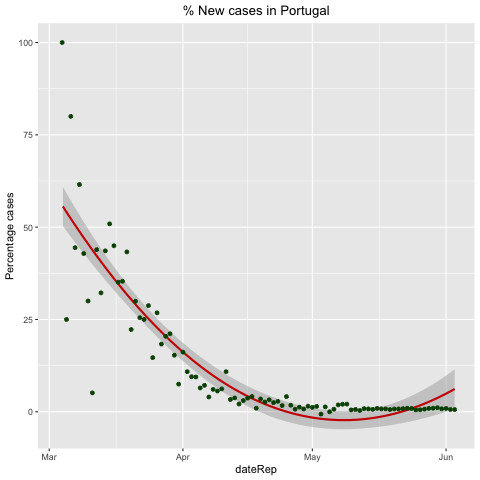 % New cases in Portugal
100
75
50
25
0
Percentage cases
Mar
Apr
May
Jun
dateRep